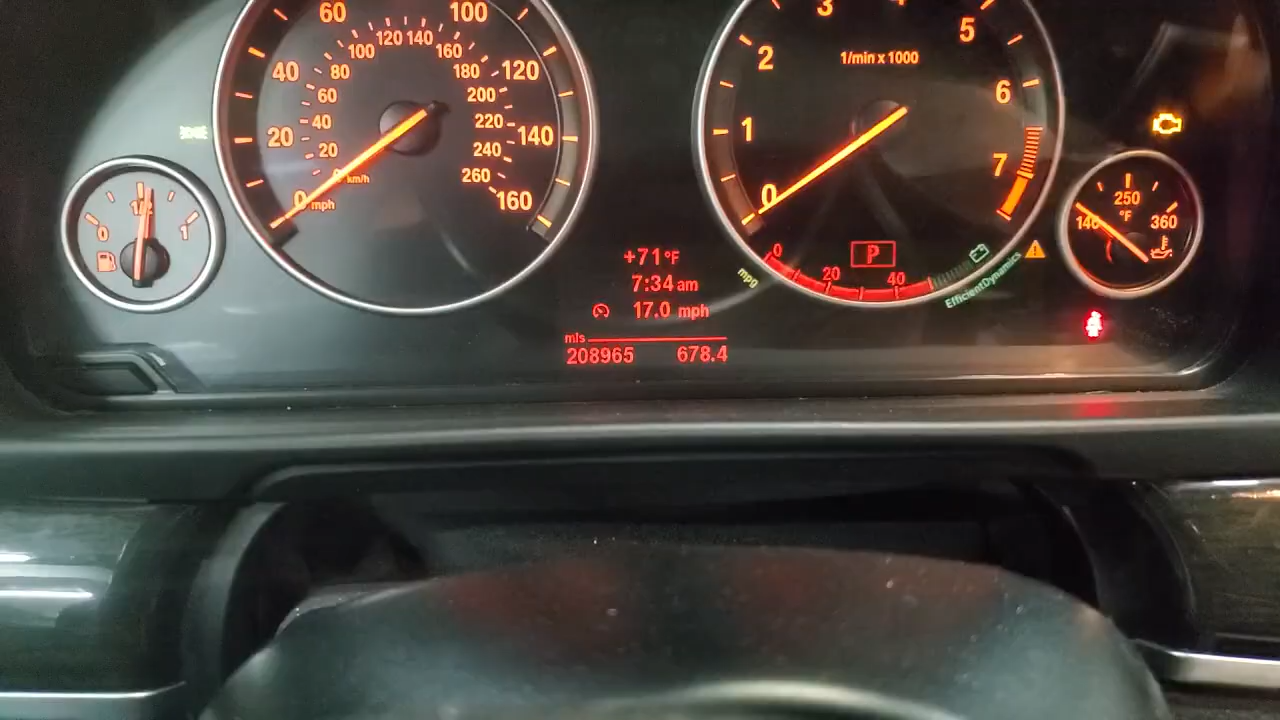 60 100
40 80 100 120 140 160 180 120
20 60 40 20 200 220 240 260 140
0 mph 0 km/h 160
0 1/2 1
3 4 5
2 1/min x 1000 6
1 7
0
P
0 20 40
mpg
EfficientDynamics
250
°F
140 360
+71°F
7:34 am
17.0 mph
mls
208965 678.4